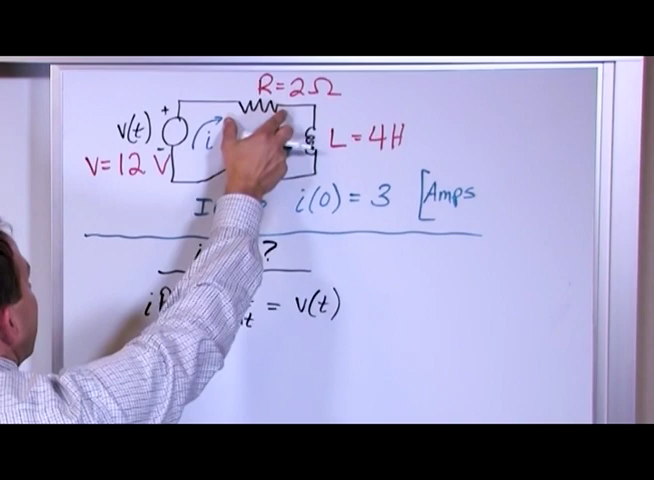 R=2Ω
+
v(t) i L=4H
-
V=12 V
i(0) = 3 [Amps
?
= v(t)